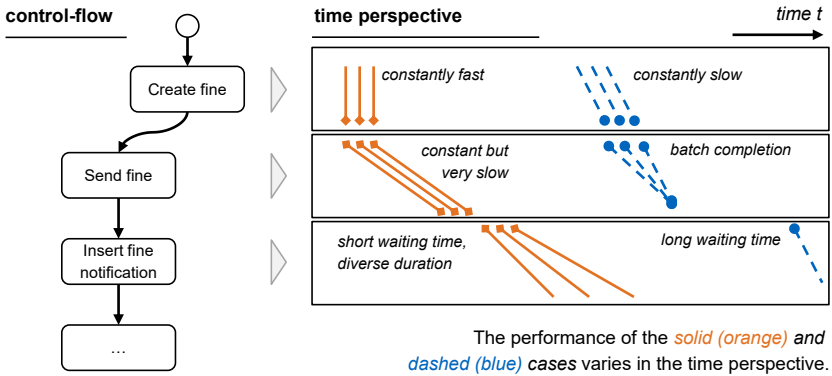 control-flow
time perspective
time t
Create fine
constantly fast
constantly slow
Send fine
constant but
very slow
batch completion
Insert fine
notification
short waiting time,
diverse duration
long waiting time
...
The performance of the solid (orange) and
dashed (blue) cases varies in the time perspective.